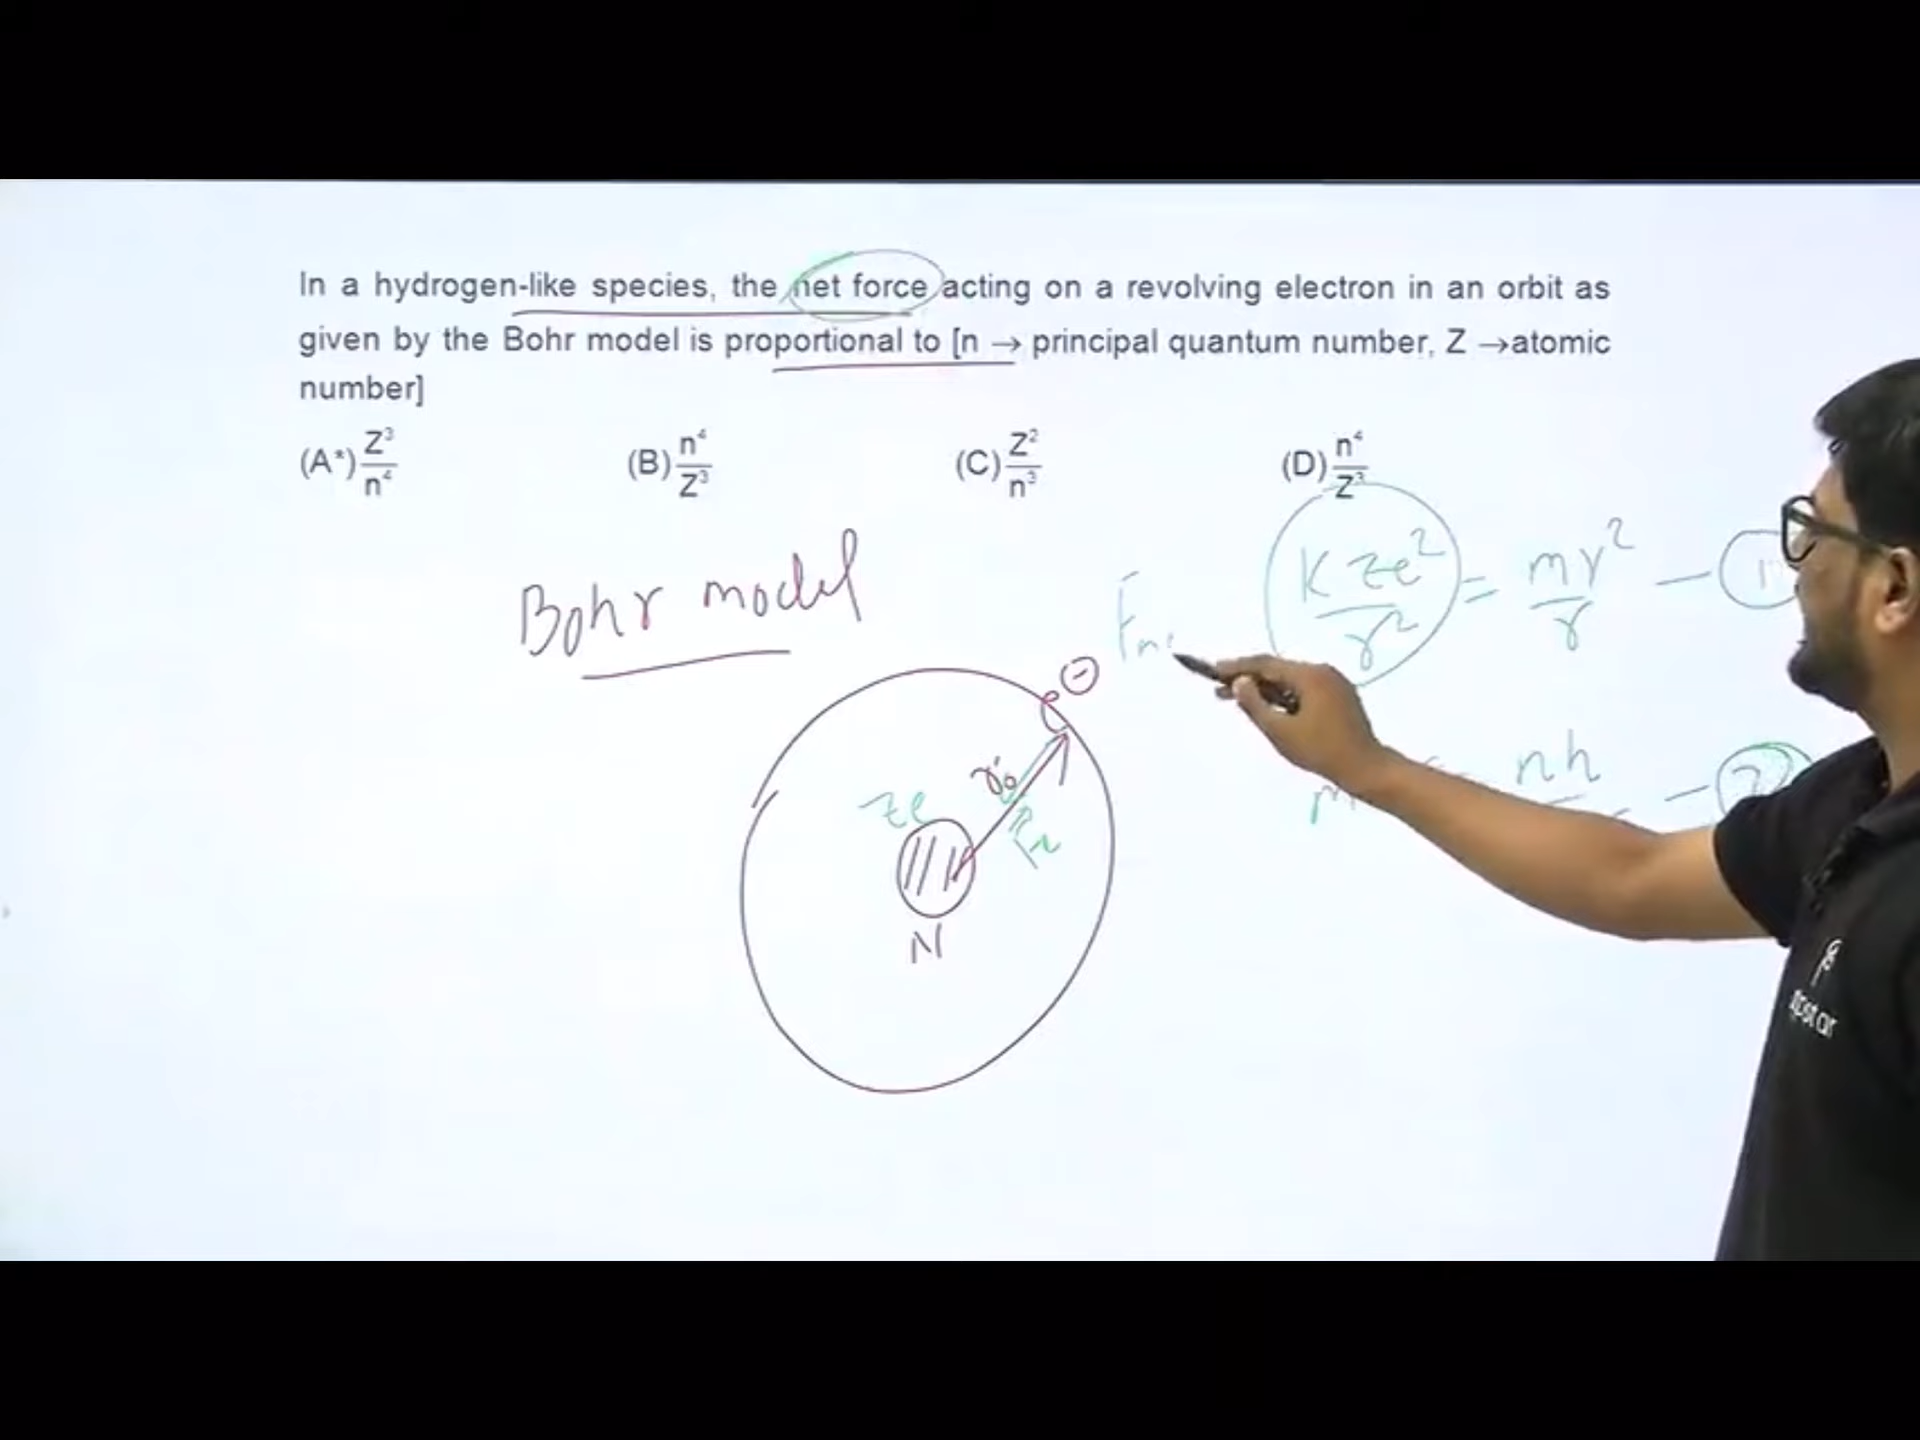 In a hydrogen-like species, the net force acting on a revolving electron in an orbit as
given by the Bohr model is proportional to [n → principal quantum number, Z →atomic
number]
(A*) Z³/n⁴ (B) n⁴/Z³ (C) Z²/n³ (D) n⁴/Z³
Bohr model
KZe²/r² = mv²/r — 1
nh — 2
Ze
r
N